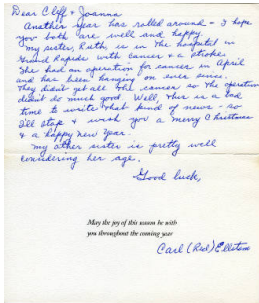 Dear Cliff & Joanna
Another year has rolled around - I hope
you both are well and happy.
my sister Ruth is in the hospital in
Grand Rapids with cancer & a stroke
She had an operation for cancer in April
and has been hanging on ever since.
They didn't get all the cancer so the operation
didn't do much good. Well, this is a bad
time to write that kind of news - so
I'll stop & wish you a merry Christmas
& a happy new year.
my other sister is pretty well
considering her age.
Good luck,
May the joy of this season be with
you throughout the coming year
Carl (Red) Ellstrom